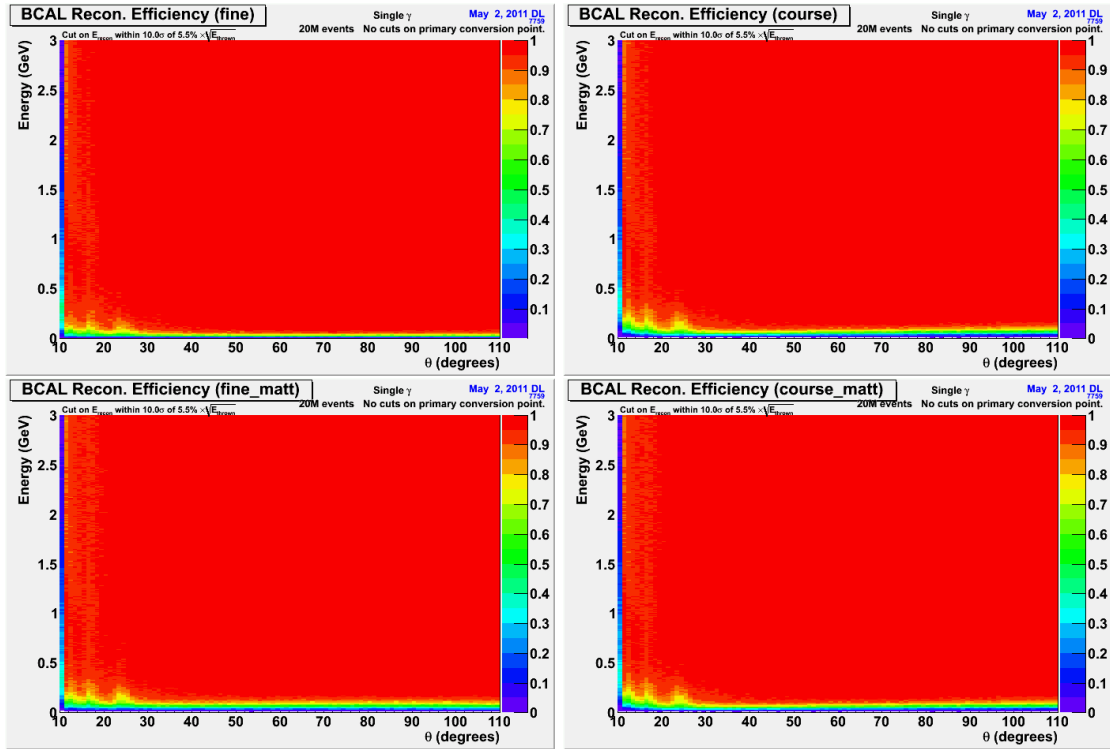 BCAL Recon. Efficiency (fine)
Single γ
May 2, 2011 DL
7759
Cut on E_recon within 10.0σ of 5.5% ×√E_thrown
20M events No cuts on primary conversion point.
Energy (GeV)
3
2.5
2
1.5
1
0.5
0
10 20 30 40 50 60 70 80 90 100 110
θ (degrees)
1
0.9
0.8
0.7
0.6
0.5
0.4
0.3
0.2
0.1
0
BCAL Recon. Efficiency (course)
Single γ
May 2, 2011 DL
7759
Cut on E_recon within 10.0σ of 5.5% ×√E_thrown
20M events No cuts on primary conversion point.
Energy (GeV)
3
2.5
2
1.5
1
0.5
0
10 20 30 40 50 60 70 80 90 100 110
θ (degrees)
1
0.9
0.8
0.7
0.6
0.5
0.4
0.3
0.2
0.1
0
BCAL Recon. Efficiency (fine_matt)
Single γ
May 2, 2011 DL
7759
Cut on E_recon within 10.0σ of 5.5% ×√E_thrown
20M events No cuts on primary conversion point.
Energy (GeV)
3
2.5
2
1.5
1
0.5
0
10 20 30 40 50 60 70 80 90 100 110
θ (degrees)
1
0.9
0.8
0.7
0.6
0.5
0.4
0.3
0.2
0.1
0
BCAL Recon. Efficiency (course_matt)
Single γ
May 2, 2011 DL
7759
Cut on E_recon within 10.0σ of 5.5% ×√E_thrown
20M events No cuts on primary conversion point.
Energy (GeV)
3
2.5
2
1.5
1
0.5
0
10 20 30 40 50 60 70 80 90 100 110
θ (degrees)
1
0.9
0.8
0.7
0.6
0.5
0.4
0.3
0.2
0.1
0